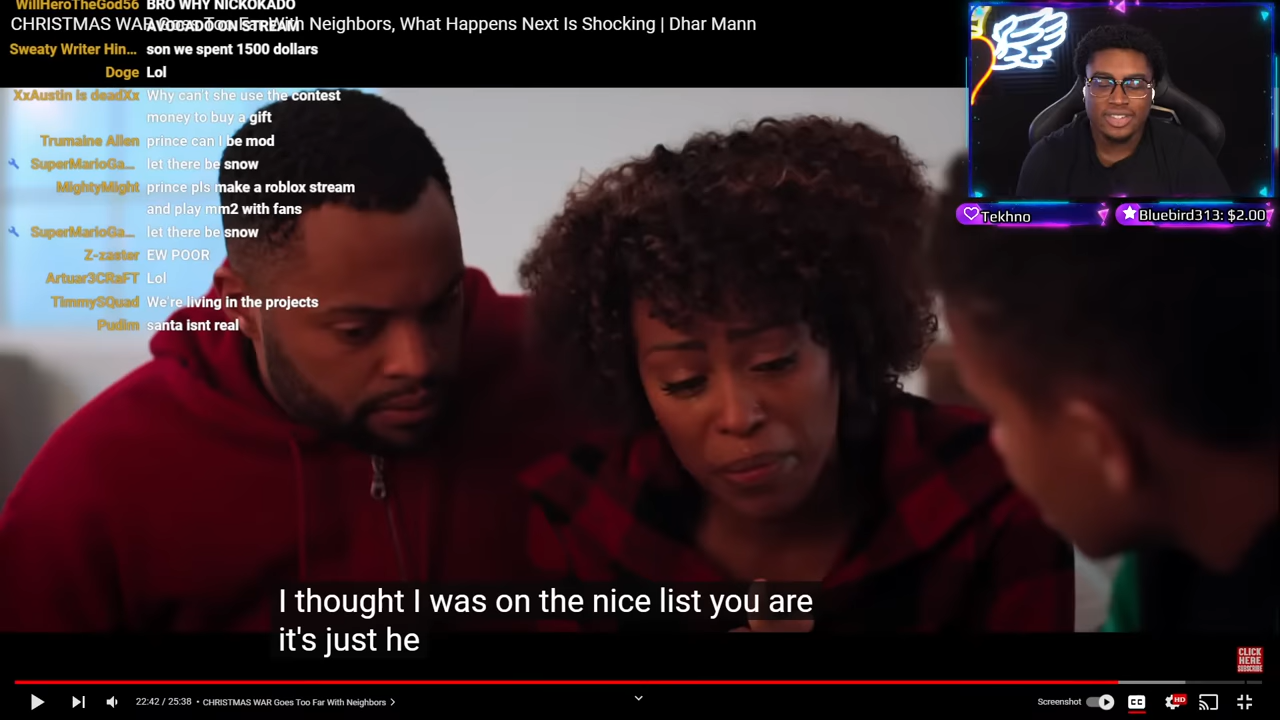 WillHeroTheGod56 BRO WHY NICKOKADO
CHRISTMAS WAR Goes Too Far With Neighbors, What Happens Next Is Shocking | Dhar Mann
AVOCADO ON STREAM
Sweaty Writer Hin... son we spent 1500 dollars
Doge Lol
XxAustin is deadXx Why can't she use the contest
money to buy a gift
Trumaine Allen prince can I be mod
SuperMarioGa... let there be snow
MightyMight prince pls make a roblox stream
and play mm2 with fans
SuperMarioGa... let there be snow
Z-zaster EW POOR
Artuar3CRaFT Lol
TimmySQuad We're living in the projects
Pudim santa isnt real
Tekhno
Bluebird313: $2.00
I thought I was on the nice list you are
it's just he
CLICK
HERE
SUBSCRIBE
22:42 / 25:38 • CHRISTMAS WAR Goes Too Far With Neighbors
Screenshot
CC
HD